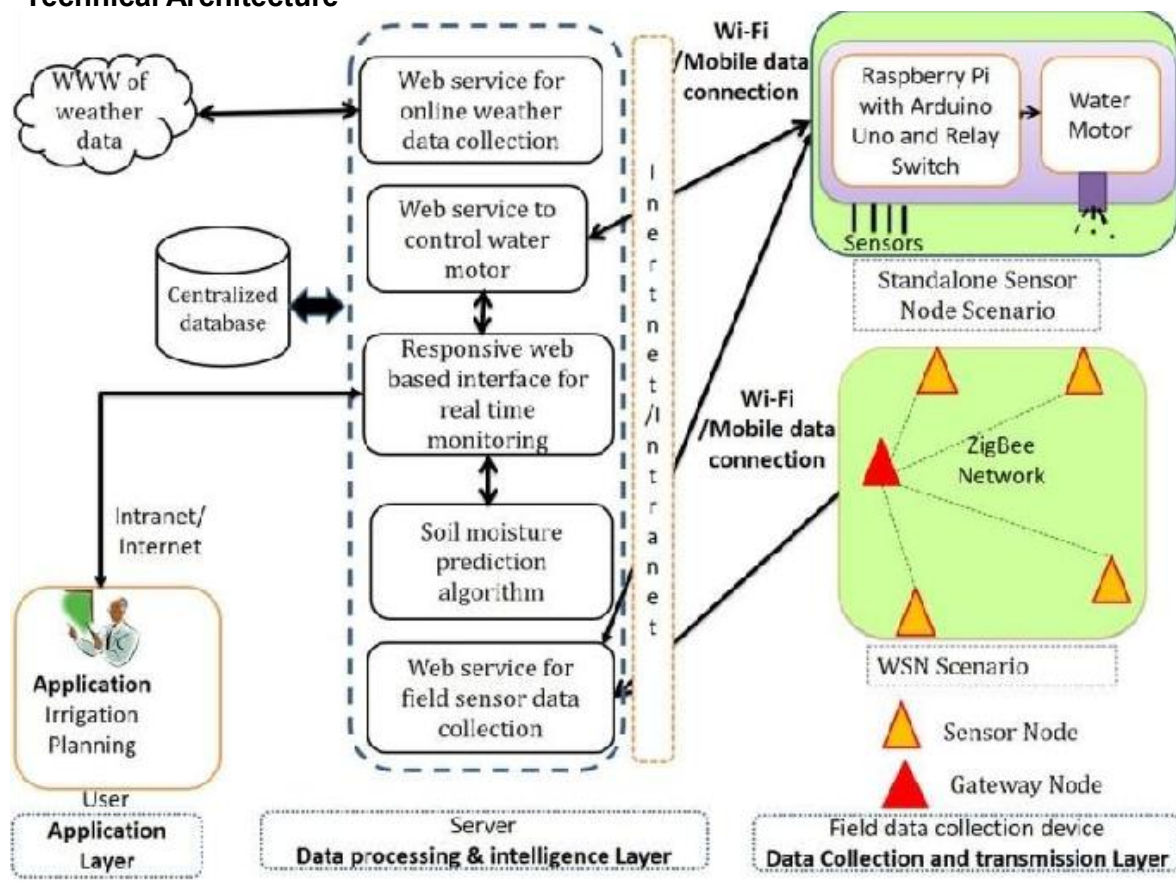 Technical Architecture
WWW of
weather
data
Web service for
online weather
data collection
Web service to
control water
motor
Centralized
database
Responsive web
based interface for
real time
monitoring
Soil moisture
prediction
algorithm
Web service for
field sensor data
collection
Intranet/
Internet
Application
Irrigation
Planning
User
Application
Layer
Server
Data processing & intelligence Layer
I
n
e
r
t
n
e
t
/I
n
t
r
a
n
e
t
Wi-Fi
/Mobile data
connection
Raspberry Pi
with Arduino
Uno and Relay
Switch
Water
Motor
Sensors
Standalone Sensor
Node Scenario
Wi-Fi
/Mobile data
connection
ZigBee
Network
WSN Scenario
Sensor Node
Gateway Node
Field data collection device
Data Collection and transmission Layer